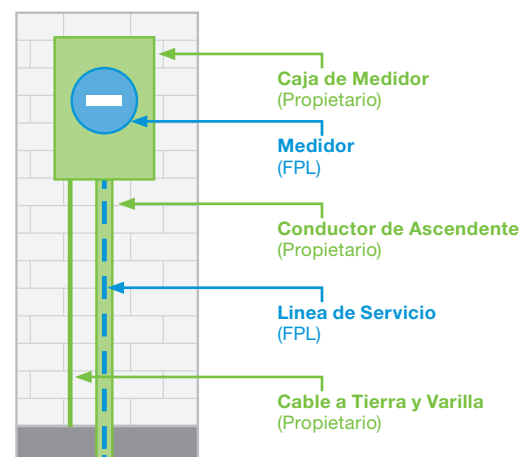 Caja de Medidor
(Propietario)
Medidor
(FPL)
Conductor de Ascendente
(Propietario)
Linea de Servicio
(FPL)
Cable a Tierra y Varilla
(Propietario)